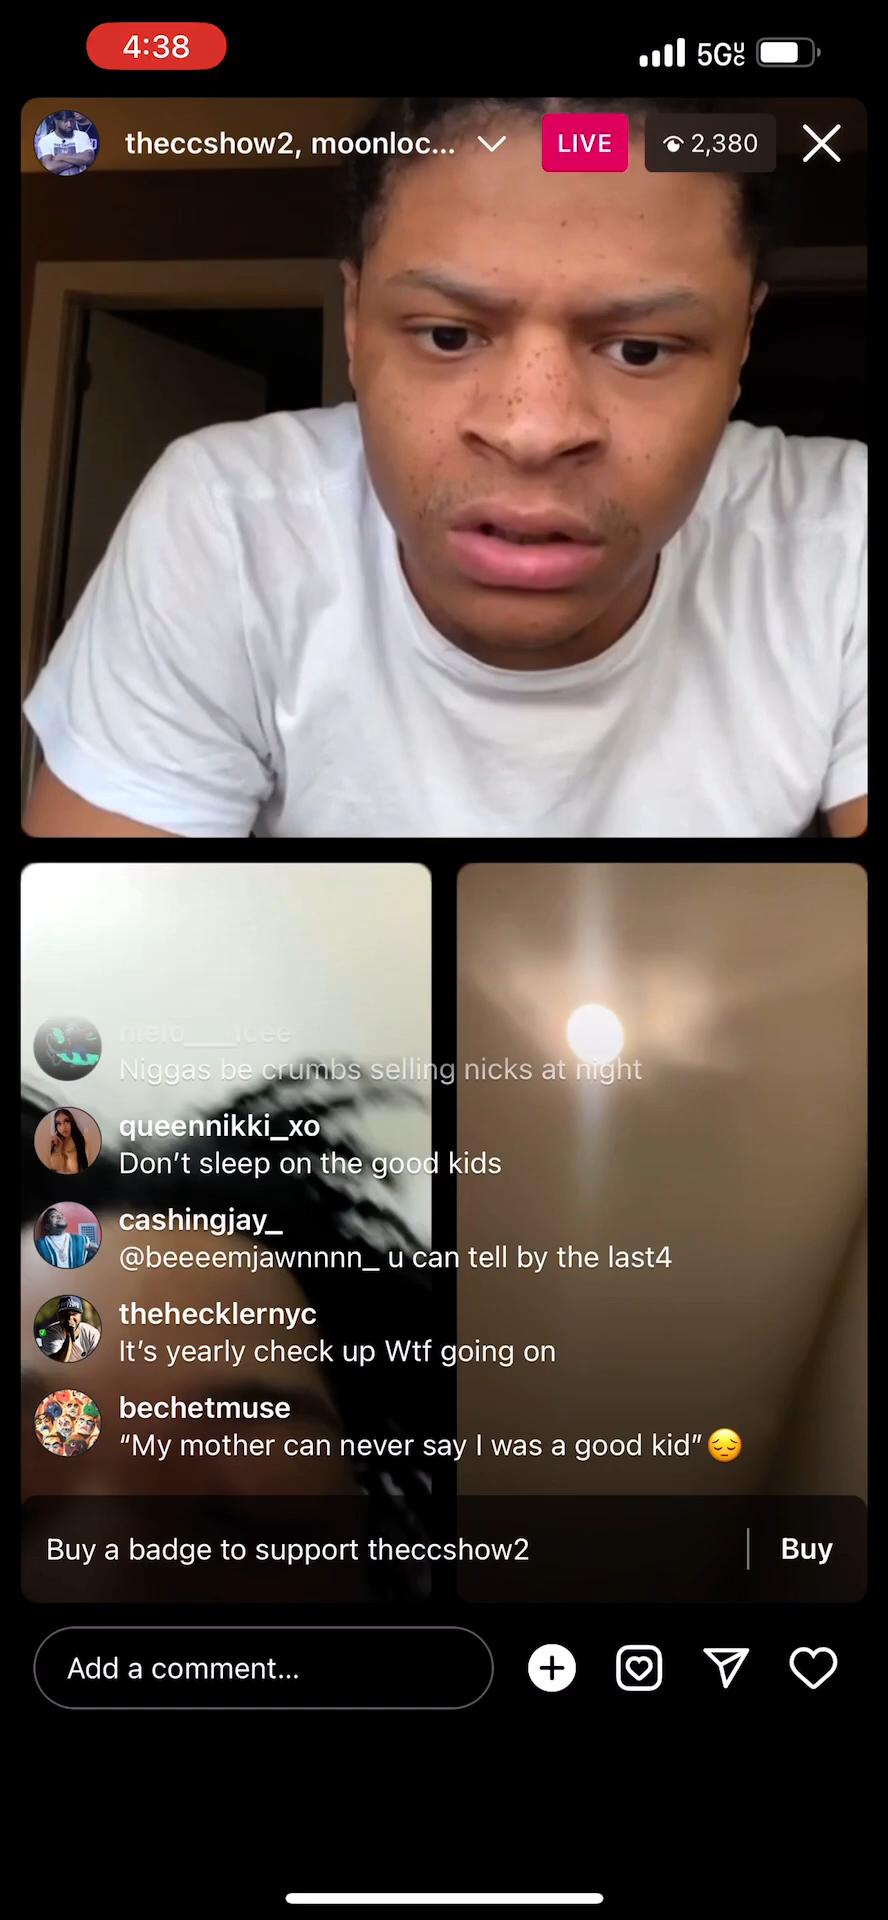 4:38
5G UC
theccshow2, moonloc...
LIVE
2,380
Niggas be crumbs selling nicks at night
queennikki_xo
Don't sleep on the good kids
cashingjay_
@beeeemjawnnnn_ u can tell by the last4
thehecklernyc
It's yearly check up Wtf going on
bechetmuse
“My mother can never say I was a good kid”😔
Buy a badge to support theccshow2
Buy
Add a comment...